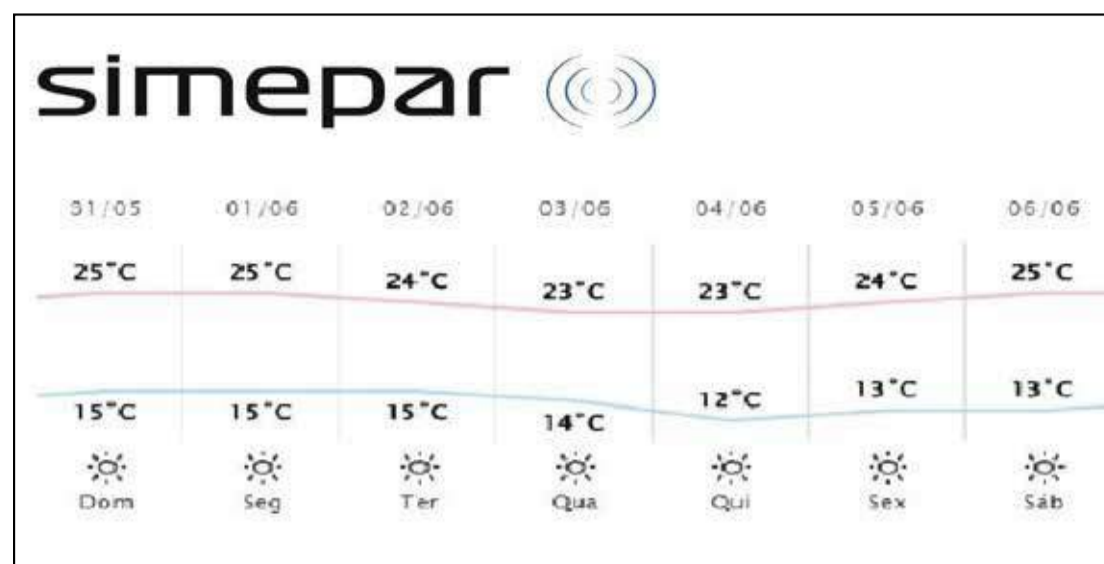 simepar
31/05 01/06 02/06 03/06 04/06 05/06 06/06
25°C 25°C 24°C 23°C 23°C 24°C 25°C
15°C 15°C 15°C 14°C 12°C 13°C 13°C
Dom Seg Ter Qua Qui Sex Sáb